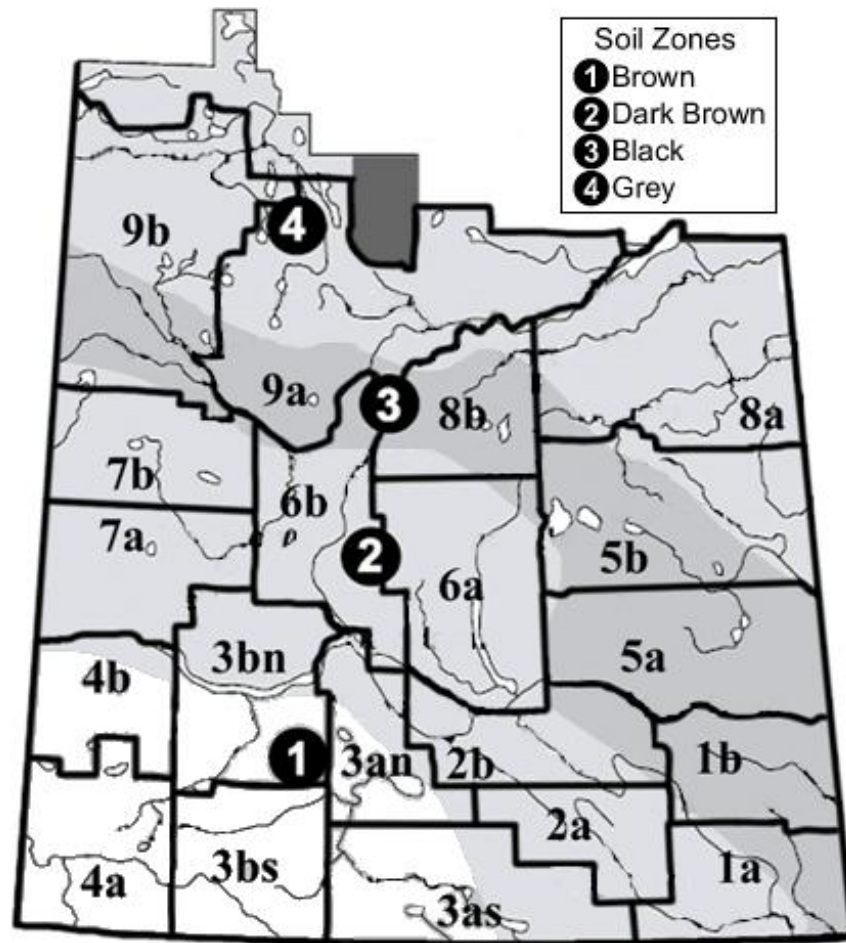 Soil Zones
1 Brown
2 Dark Brown
3 Black
4 Grey
4
9b
9a
3
8b
8a
7b
6b
7a
2
6a
5b
5a
3bn
4b
1
3an
2b
1b
2a
4a
3bs
3as
1a